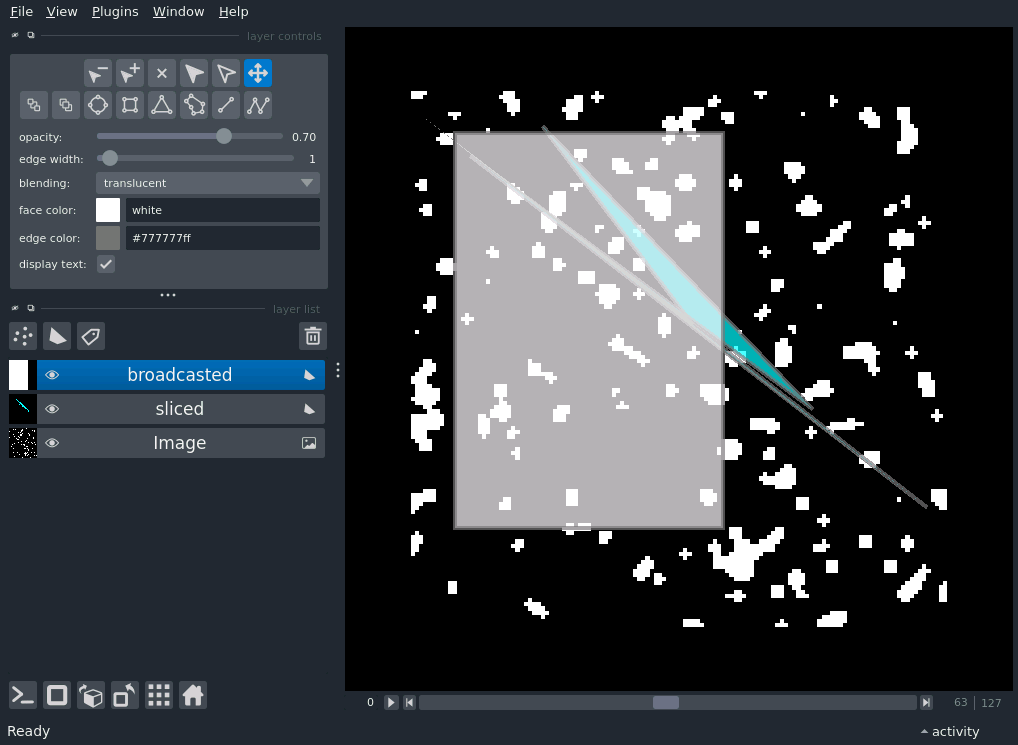 File View Plugins Window Help
layer controls
opacity: 0.70
edge width: 1
blending: translucent
face color: white
edge color: #777777ff
display text:
layer list
broadcasted
sliced
Image
0 63 127
Ready activity